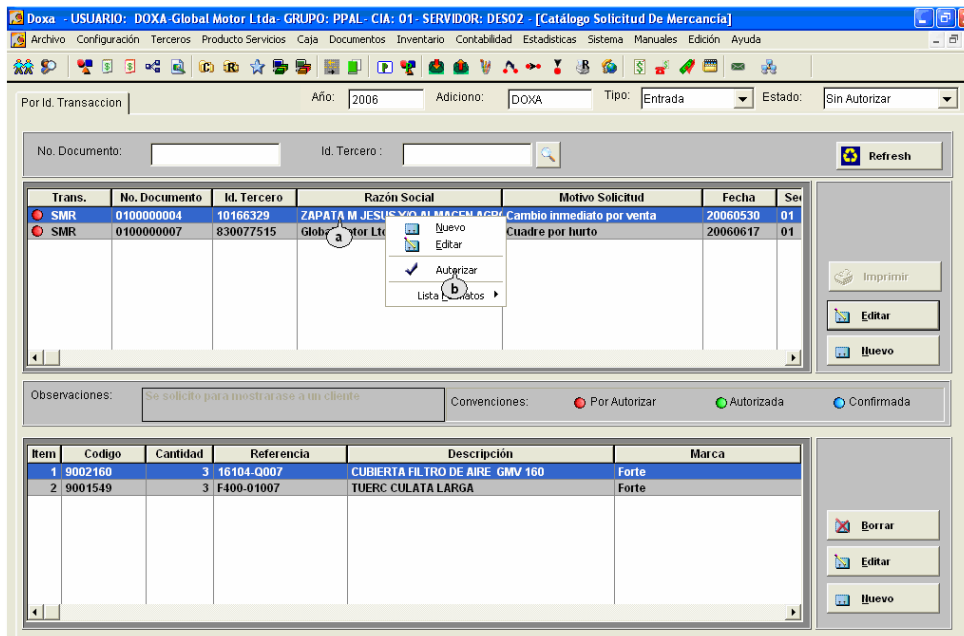 Doxa - USUARIO: DOXA-Global Motor Ltda- GRUPO: PPAL- CIA: 01- SERVIDOR: DES02 - [Catálogo Solicitud De Mercancía]
Archivo Configuración Terceros Producto Servicios Caja Documentos Inventario Contabilidad Estadisticas Sistema Manuales Edición Ayuda
Por Id. Transaccion Año: 2006 Adiciono: DOXA Tipo: Entrada Estado: Sin Autorizar
No. Documento: Id. Tercero : Refresh
Trans. No. Documento Id. Tercero Razón Social Motivo Solicitud Fecha Sec
SMR 0100000004 10166329 ZAPATA M JESUS Y/O ALMACEN AGR Cambio inmediato por venta 20060530 01
SMR 0100000007 830077515 Global Motor Lt Cuadre por hurto 20060617 01
a
Nuevo
Editar
Autorizar
b
Lista Formatos
Imprimir
Editar
Nuevo
Observaciones: Se solicito para mostrarase a un cliente Convenciones: Por Autorizar Autorizada Confirmada
Item Codigo Cantidad Referencia Descripción Marca
1 9002160 3 16104-Q007 CUBIERTA FILTRO DE AIRE GMV 160 Forte
2 9001549 3 F400-01007 TUERC CULATA LARGA Forte
Borrar
Editar
Nuevo